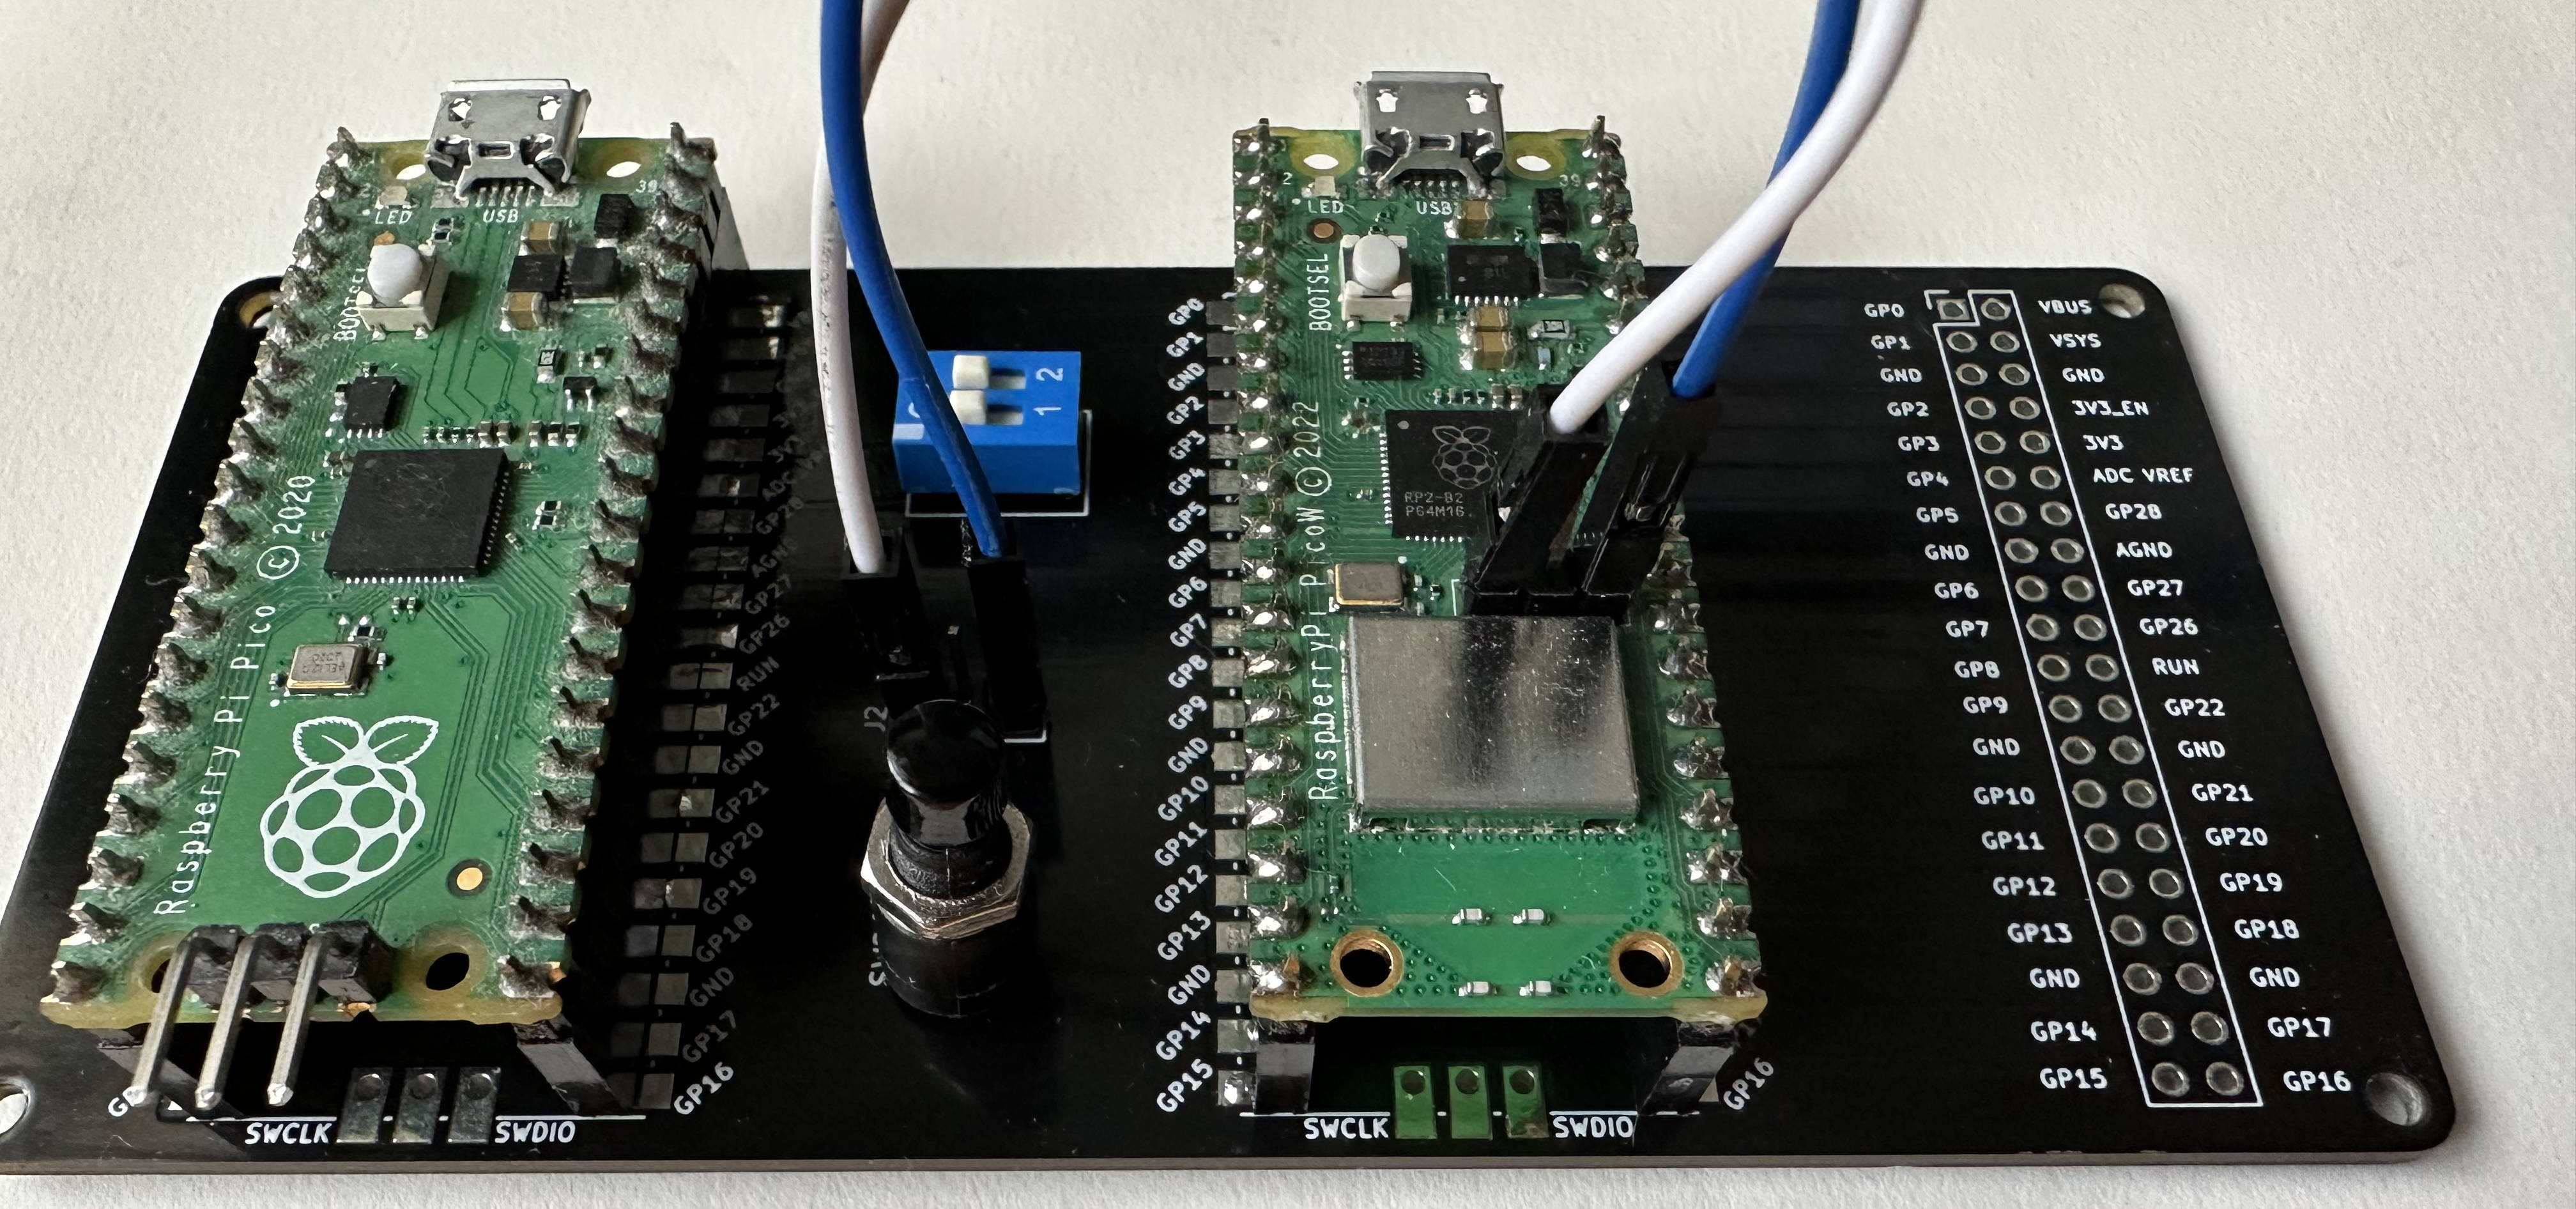 2
39
LED
USB
BOOTSEL
Raspberry Pi Pico © 2020
GP28
GP27
GP26
RUN
GP22
GND
GP21
GP20
GP19
GP18
GND
GP17
GP16
SWCLK
SWDIO
2
1
J2
GP0
GP1
GND
GP2
GP3
GP4
GP5
GND
GP6
GP7
GP8
GP9
GND
GP10
GP11
GP12
GP13
GND
GP14
GP15
2
39
LED
USB
BOOTSEL
Raspberry Pi PicoW © 2022
RP2-B2
P64M16
GP16
SWCLK
SWDIO
GP0 VBUS
GP1 VSYS
GND GND
GP2 3V3_EN
GP3 3V3
GP4 ADC VREF
GP5 GP28
GND AGND
GP6 GP27
GP7 GP26
GP8 RUN
GP9 GP22
GND GND
GP10 GP21
GP11 GP20
GP12 GP19
GP13 GP18
GND GND
GP14 GP17
GP15 GP16